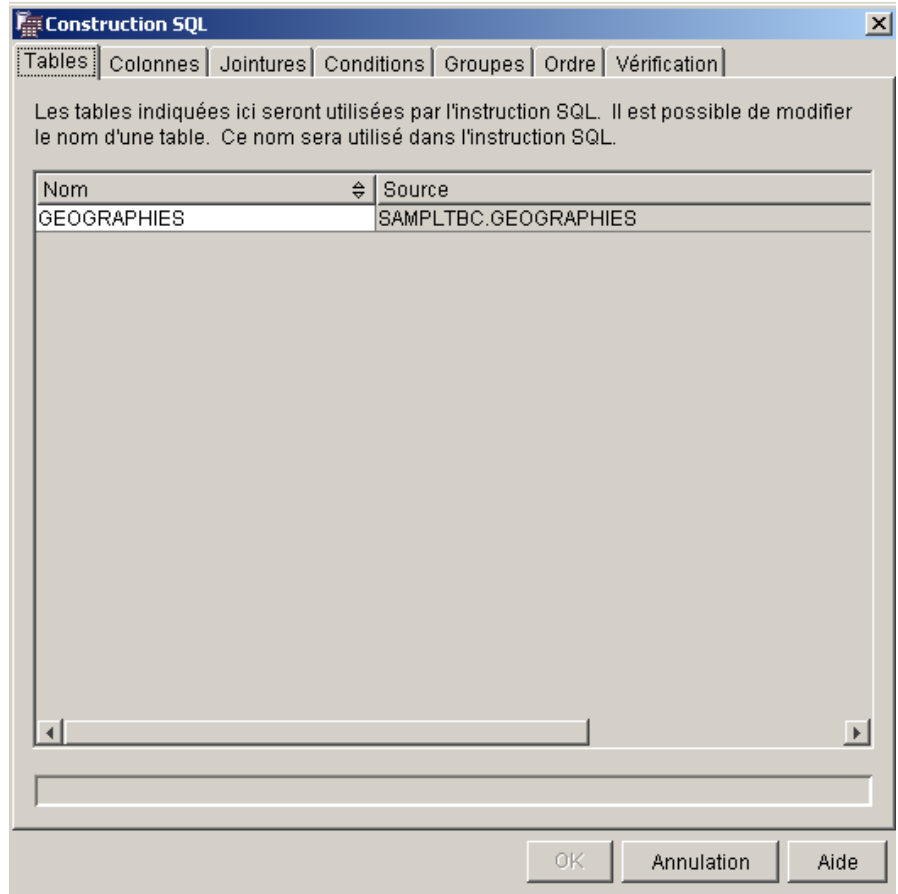 Construction SQL
Tables Colonnes Jointures Conditions Groupes Ordre Vérification
Les tables indiquées ici seront utilisées par l'instruction SQL. Il est possible de modifier
le nom d'une table. Ce nom sera utilisé dans l'instruction SQL.
Nom Source
GEOGRAPHIES SAMPLTBC.GEOGRAPHIES
OK Annulation Aide